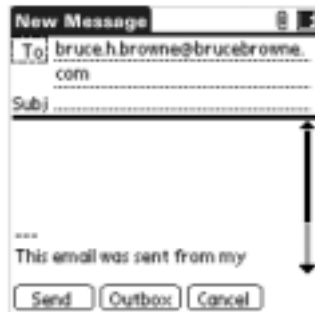 New Message
To bruce.h.browne@brucebrowne.
com
Subj
---
This email was sent from my
Send Outbox Cancel